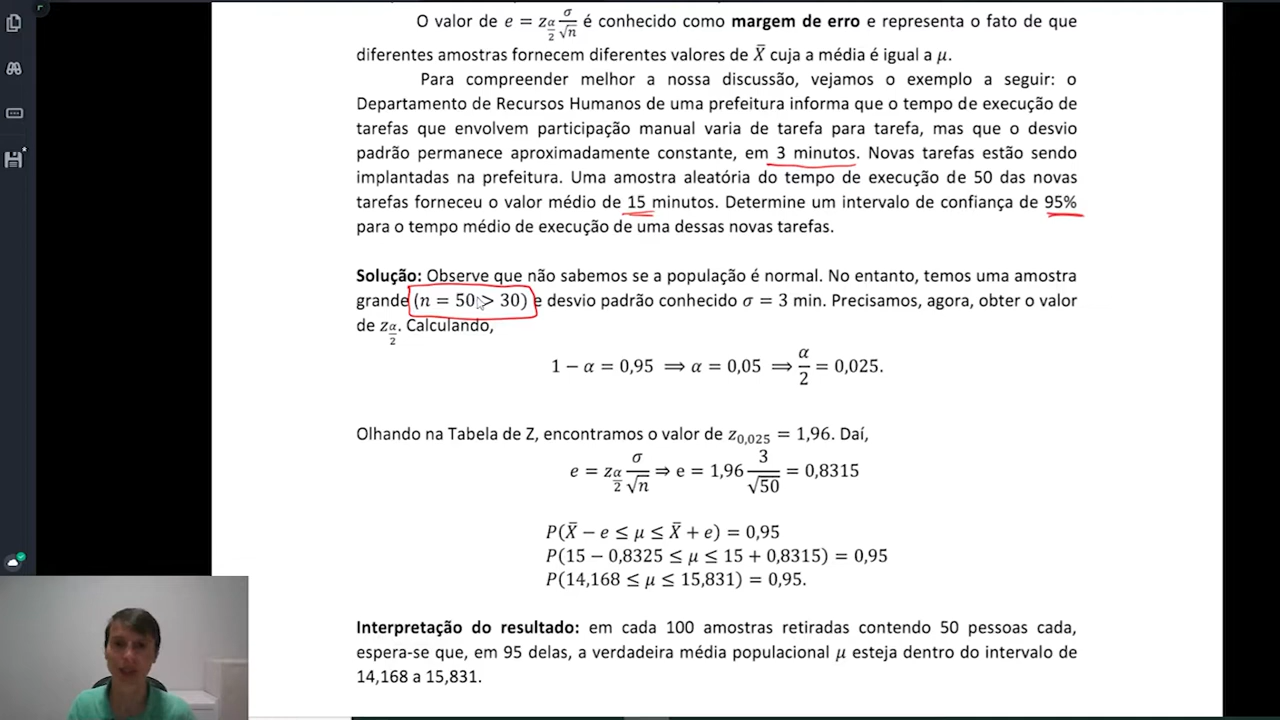 O valor de e = z_{α/2} σ/√n é conhecido como margem de erro e representa o fato de que
diferentes amostras fornecem diferentes valores de X̄ cuja a média é igual a μ.
Para compreender melhor a nossa discussão, vejamos o exemplo a seguir: o
Departamento de Recursos Humanos de uma prefeitura informa que o tempo de execução de
tarefas que envolvem participação manual varia de tarefa para tarefa, mas que o desvio
padrão permanece aproximadamente constante, em 3 minutos. Novas tarefas estão sendo
implantadas na prefeitura. Uma amostra aleatória do tempo de execução de 50 das novas
tarefas forneceu o valor médio de 15 minutos. Determine um intervalo de confiança de 95%
para o tempo médio de execução de uma dessas novas tarefas.
Solução: Observe que não sabemos se a população é normal. No entanto, temos uma amostra
grande (n = 50 > 30) e desvio padrão conhecido σ = 3 min. Precisamos, agora, obter o valor
de z_{α/2}. Calculando,
1 − α = 0,95 ⟹ α = 0,05 ⟹ α/2 = 0,025.
Olhando na Tabela de Z, encontramos o valor de z_{0,025} = 1,96. Daí,
e = z_{α/2} σ/√n ⇒ e = 1,96 3/√50 = 0,8315
P(X̄ − e ≤ μ ≤ X̄ + e) = 0,95
P(15 − 0,8325 ≤ μ ≤ 15 + 0,8315) = 0,95
P(14,168 ≤ μ ≤ 15,831) = 0,95.
Interpretação do resultado: em cada 100 amostras retiradas contendo 50 pessoas cada,
espera-se que, em 95 delas, a verdadeira média populacional μ esteja dentro do intervalo de
14,168 a 15,831.